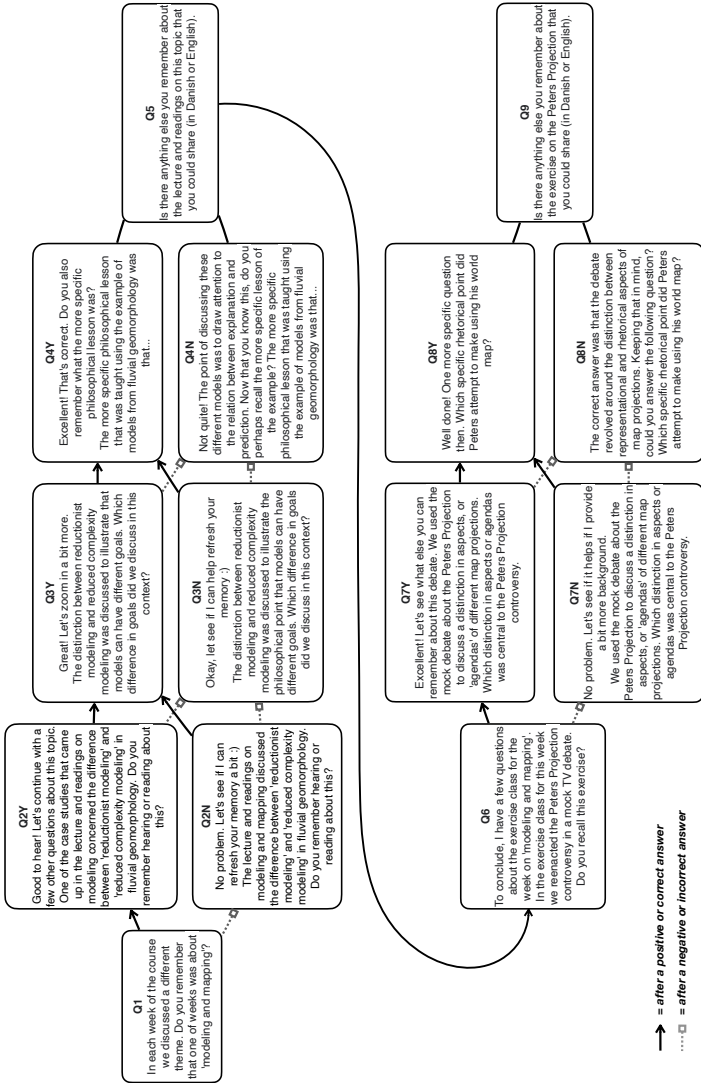 Q1
In each week of the course
we discussed a different
theme. Do you remember
that one of weeks was about
'modeling and mapping'?
Q2Y
Good to hear! Let's continue with a
few other questions about this topic.
One of the case studies that came
up in the lecture and readings on
modeling concerned the difference
between 'reductionist modeling' and
'reduced complexity modeling' in
fluvial geomorphology. Do you
remember hearing or reading about
this?
Q2N
No problem. Let's see if I can
refresh your memory a bit :)
The lecture and readings on
modeling and mapping discussed
the difference between 'reductionist
modeling' and 'reduced complexity
modeling' in fluvial geomorphology.
Do you remember hearing or
reading about this?
Q3Y
Great! Let's zoom in a bit more.
The distinction between reductionist
modeling and reduced complexity
modeling was discussed to illustrate that
models can have different goals. Which
difference in goals did we discuss in this
context?
Q3N
Okay, let see if I can help refresh your
memory :)
The distinction between reductionist
modeling and reduced complexity
modeling was discussed to illustrate the
philosophical point that models can have
different goals. Which difference in goals
did we discuss in this context?
Q4Y
Excellent! That's correct. Do you also
remember what the more specific
philosophical lesson was?
The more specific philosophical lesson
that was taught using the example of
models from fluvial geomorphology was
that...
Q4N
Not quite! The point of discussing these
different models was to draw attention to
the relation between explanation and
prediction. Now that you know this, do you
perhaps recall the more specific lesson of
the example? The more specific
philosophical lesson that was taught using
the example of models from fluvial
geomorphology was that...
Q5
Is there anything else you remember about
the lecture and readings on this topic that
you could share (in Danish or English).
Q6
To conclude, I have a few questions
about the exercise class for the
week on 'modeling and mapping'.
In the exercise class for this week
we reenacted the Peters Projection
controversy in a mock TV debate.
Do you recall this exercise?
Q7Y
Excellent! Let's see what else you can
remember about this debate. We used the
mock debate about the Peters Projection
to discuss a distinction in aspects, or
'agendas' of different map projections.
Which distinction in aspects or agendas
was central to the Peters Projection
controversy.
Q7N
No problem. Let's see if it helps if I provide
a bit more background.
We used the mock debate about the
Peters Projection to discuss a distinction in
aspects, or 'agendas' of different map
projections. Which distinction in aspects or
agendas was central to the Peters
Projection controversy.
Q8Y
Well done! One more specific question
then. Which specific rhetorical point did
Peters attempt to make using his world
map?
Q8N
The correct answer was that the debate
revolved around the distinction between
representational and rhetorical aspects of
map projections. Keeping that in mind,
could you answer the following question?
Which specific rhetorical point did Peters
attempt to make using his world map?
Q9
Is there anything else you remember about
the exercise on the Peters Projection that
you could share (in Danish or English).
= after a positive or correct answer
= after a negative or incorrect answer